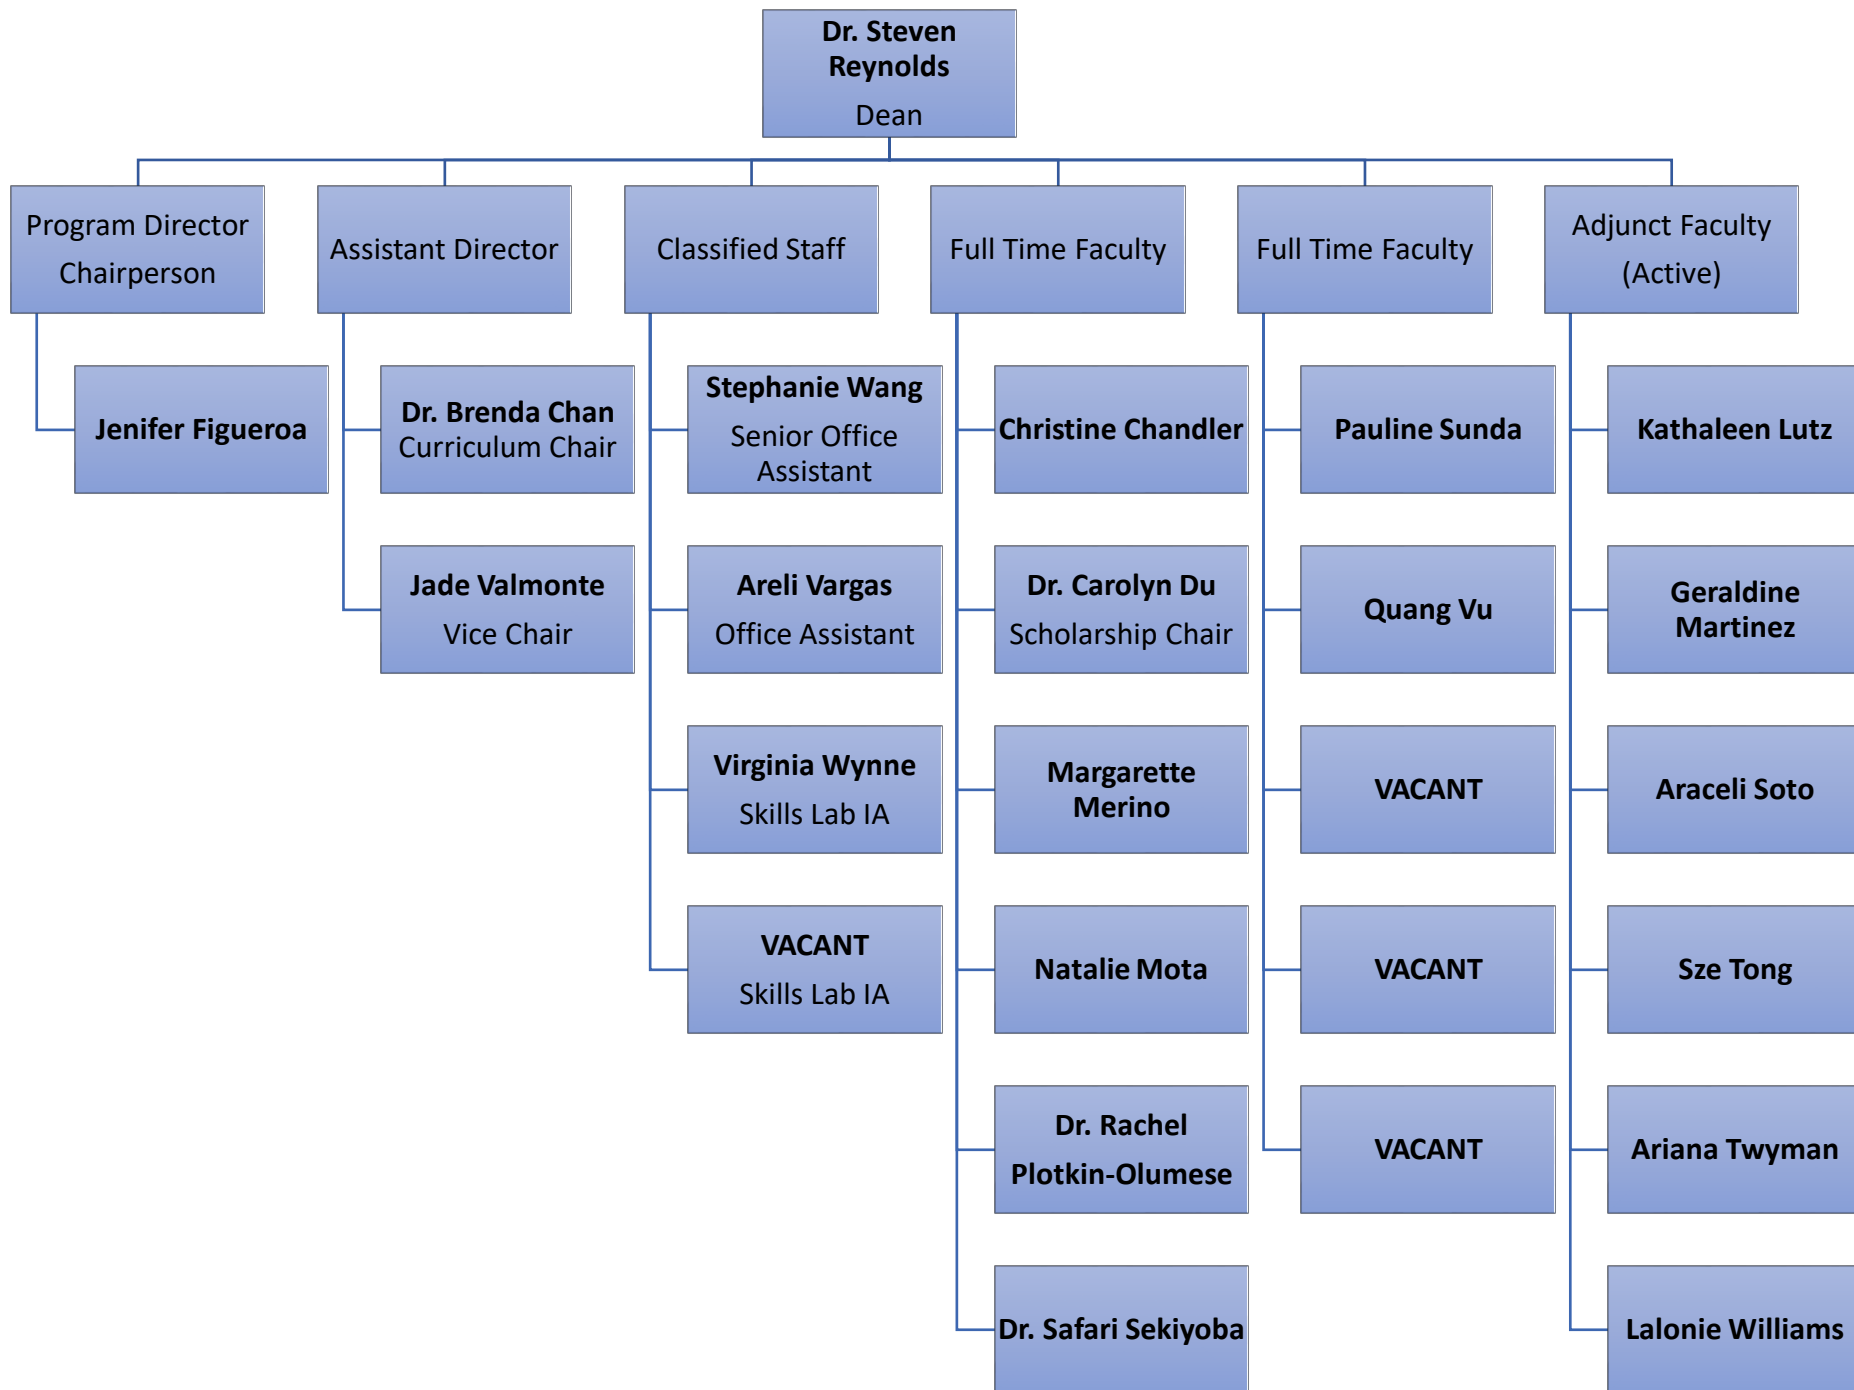 Dr. Steven
Reynolds
Dean
Program Director
Chairperson
Assistant Director
Classified Staff
Full Time Faculty
Full Time Faculty
Adjunct Faculty
(Active)
Jenifer Figueroa
Dr. Brenda Chan
Curriculum Chair
Jade Valmonte
Vice Chair
Stephanie Wang
Senior Office
Assistant
Areli Vargas
Office Assistant
Virginia Wynne
Skills Lab IA
VACANT
Skills Lab IA
Christine Chandler
Dr. Carolyn Du
Scholarship Chair
Margarette
Merino
Natalie Mota
Dr. Rachel
Plotkin-Olumese
Dr. Safari Sekiyoba
Pauline Sunda
Quang Vu
VACANT
VACANT
VACANT
Kathaleen Lutz
Geraldine
Martinez
Araceli Soto
Sze Tong
Ariana Twyman
Lalonie Williams